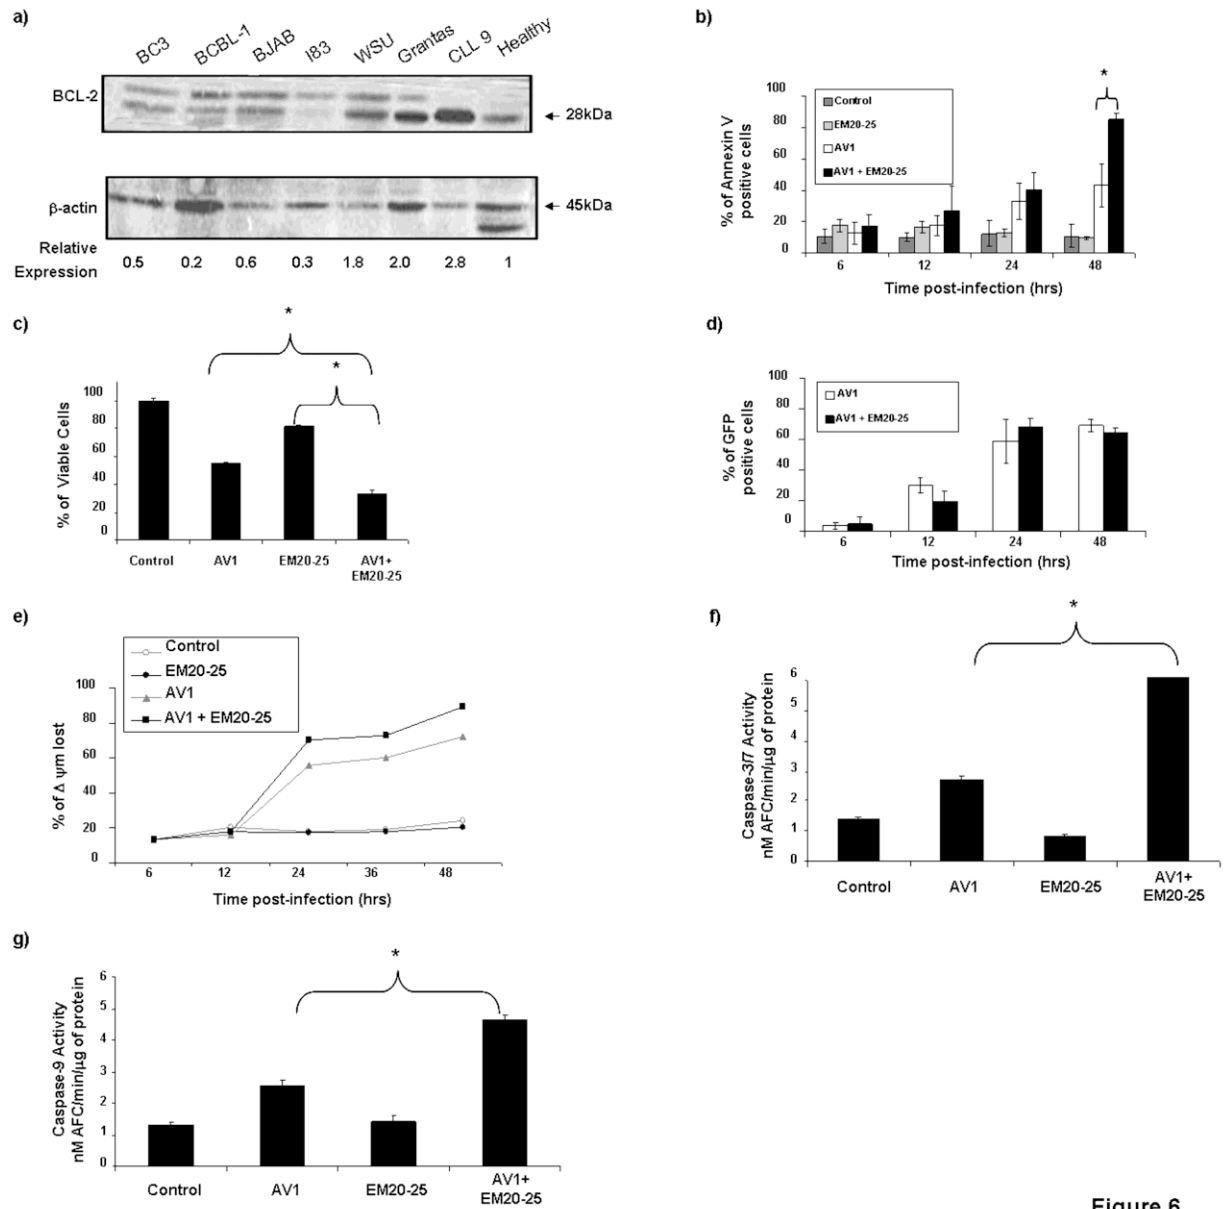 a)
BC3 BCBL-1 BJAB I83 WSU Grantas CLL 9 Healthy
BCL-2
28kDa
β-actin
45kDa
Relative
Expression
0.5 0.2 0.6 0.3 1.8 2.0 2.8 1
b)
% of Annexin V
positive cells
100
80
60
40
20
0
Control
EM20-25
AV1
AV1 + EM20-25
*
6 12 24 48
Time post-infection (hrs)
c)
% of Viable Cells
100
80
60
40
20
0
*
*
Control AV1 EM20-25 AV1+
EM20-25
d)
% of GFP
positive cells
100
80
60
40
20
0
AV1
AV1 + EM20-25
6 12 24 48
Time post-infection (hrs)
e)
Control
EM20-25
AV1
AV1 + EM20-25
% of Δ ψm lost
100
80
60
40
20
0
6 12 24 36 48
Time post-infection (hrs)
f)
*
Caspase-3/7 Activity
nM AFC/min/µg of protein
6
5
4
3
2
1
0
Control AV1 EM20-25 AV1+
EM20-25
g)
*
Caspase-9 Activity
nM AFC/min/µg of protein
6
5
4
3
2
1
0
Control AV1 EM20-25 AV1+
EM20-25
Figure 6